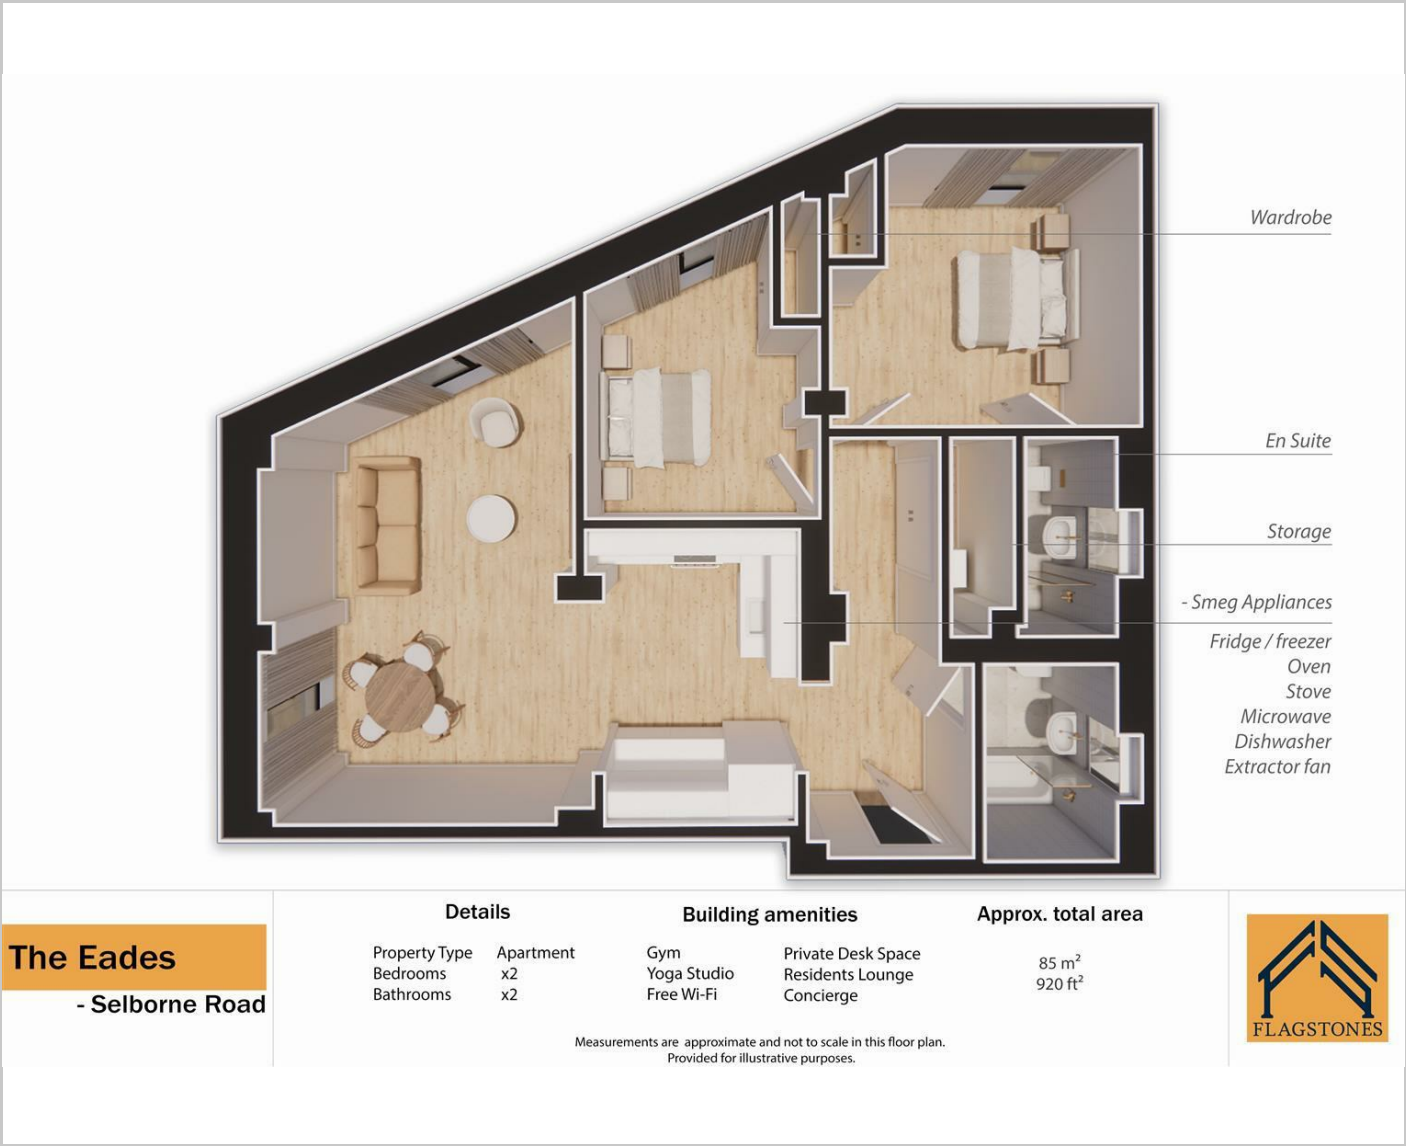 Wardrobe
En Suite
Storage
- Smeg Appliances
Fridge / freezer
Oven
Stove
Microwave
Dishwasher
Extractor fan
The Eades
- Selborne Road
Details
Property Type Apartment
Bedrooms x2
Bathrooms x2
Building amenities
Gym Private Desk Space
Yoga Studio Residents Lounge
Free Wi-Fi Concierge
Approx. total area
85 m²
920 ft²
Measurements are approximate and not to scale in this floor plan.
Provided for illustrative purposes.
FLAGSTONES